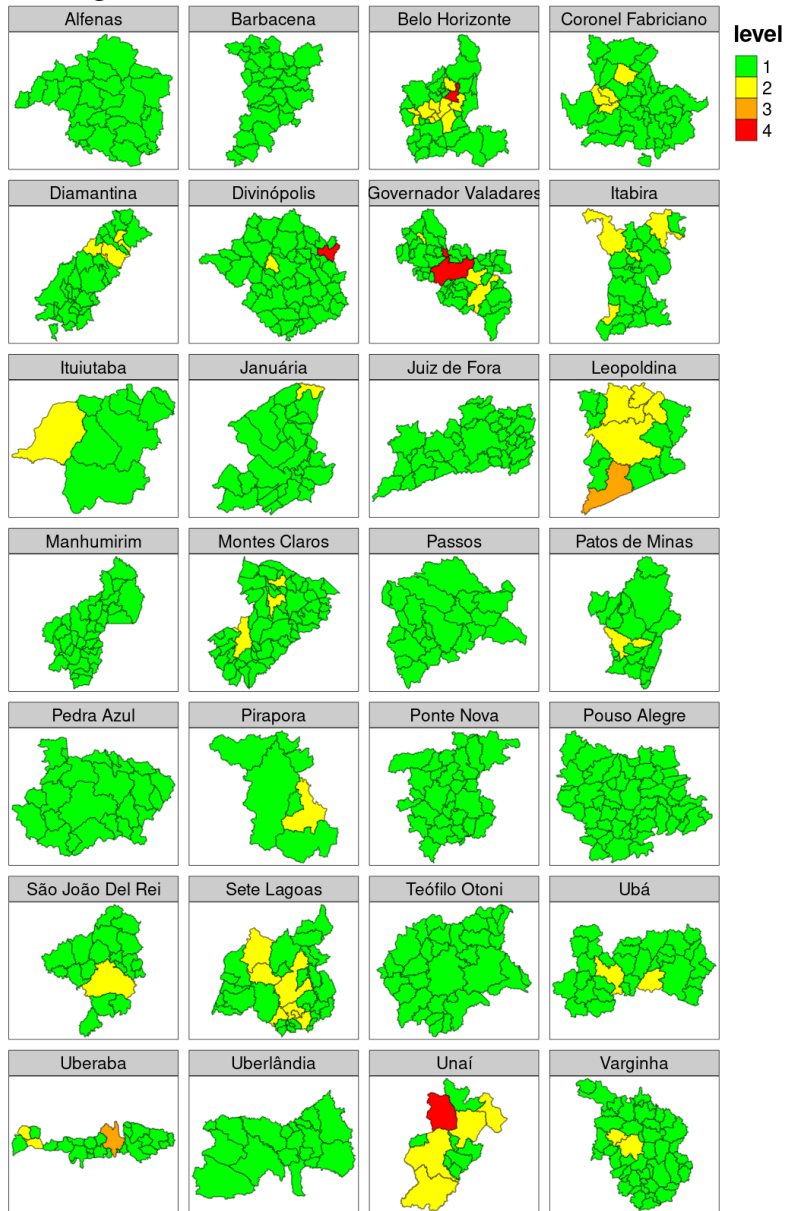 Alfenas
Barbacena
Belo Horizonte
Coronel Fabriciano
level
1
2
3
4
Diamantina
Divinópolis
Governador Valadares
Itabira
Ituiutaba
Januária
Juiz de Fora
Leopoldina
Manhumirim
Montes Claros
Passos
Patos de Minas
Pedra Azul
Pirapora
Ponte Nova
Pouso Alegre
São João Del Rei
Sete Lagoas
Teófilo Otoni
Ubá
Uberaba
Uberlândia
Unaí
Varginha